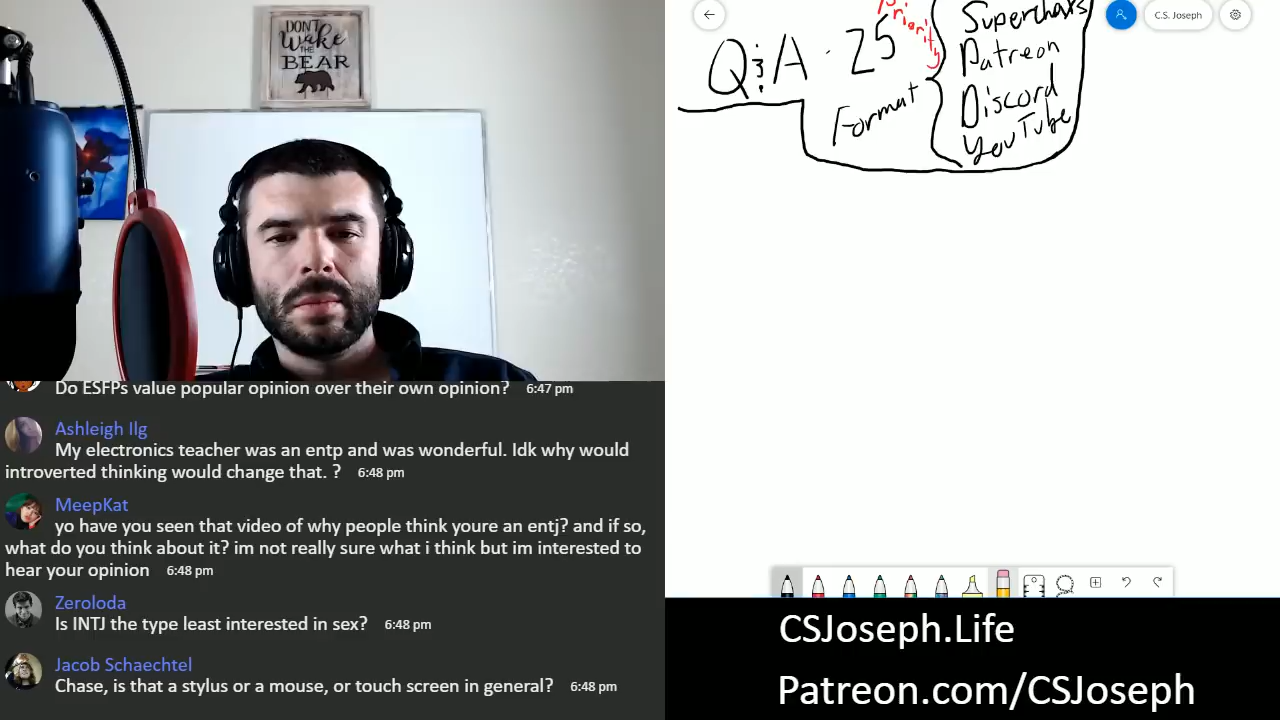 DON'T
Wake
THE
BEAR
Priority
Superchats
Q&A · 25
Patreon
Format
Discord
YouTube
C.S. Joseph
Do ESFPs value popular opinion over their own opinion? 6:47 pm
Ashleigh Ilg
My electronics teacher was an entp and was wonderful. Idk why would
introverted thinking would change that. ? 6:48 pm
MeepKat
yo have you seen that video of why people think youre an entj? and if so,
what do you think about it? im not really sure what i think but im interested to
hear your opinion 6:48 pm
Zeroloda
Is INTJ the type least interested in sex? 6:48 pm
Jacob Schaechtel
Chase, is that a stylus or a mouse, or touch screen in general? 6:48 pm
CSJoseph.Life
Patreon.com/CSJoseph